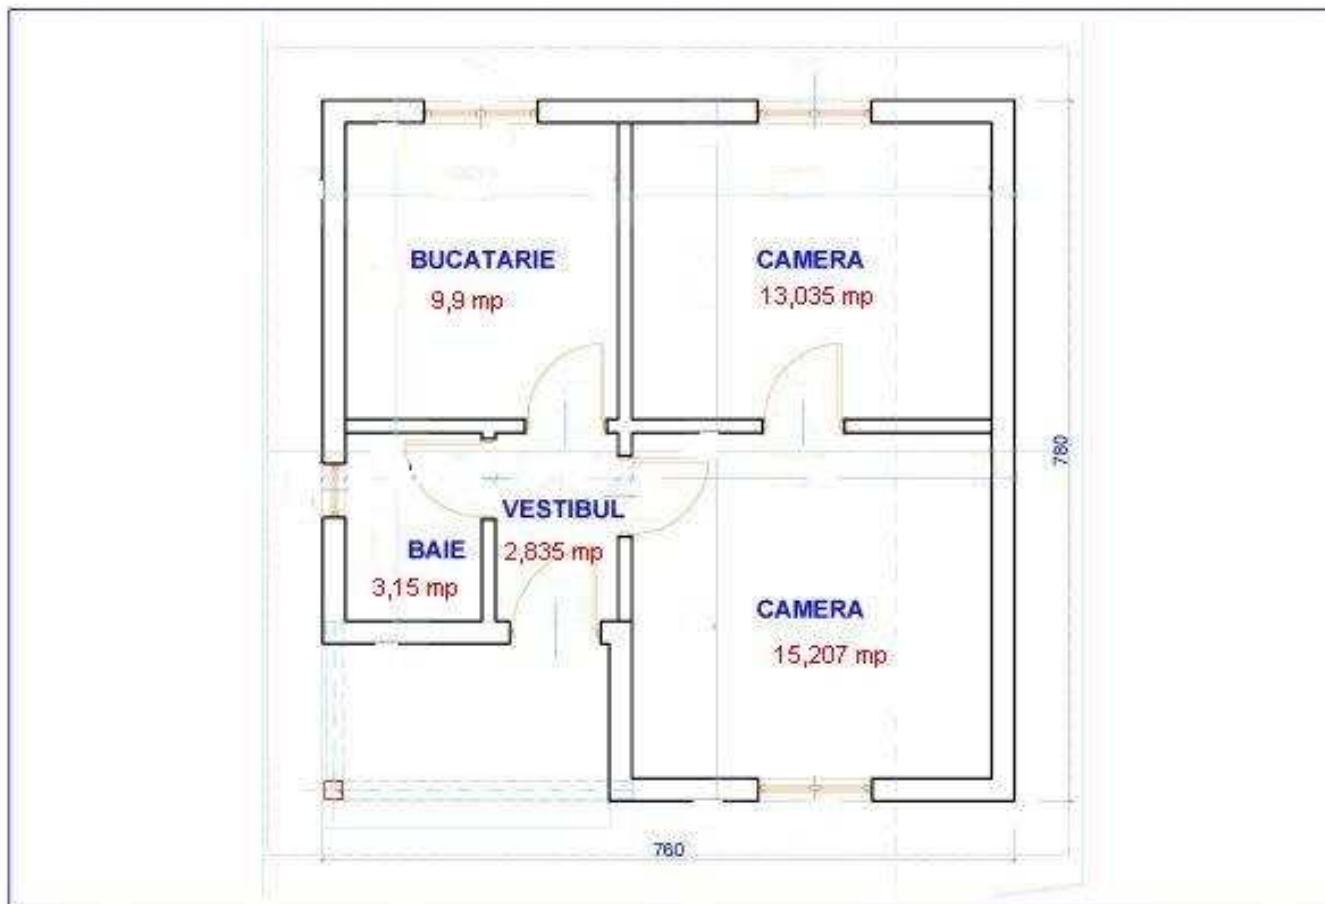 BUCATARIE
9,9 mp
CAMERA
13,035 mp
VESTIBUL
2,835 mp
BAIE
3,15 mp
CAMERA
15,207 mp
780
760